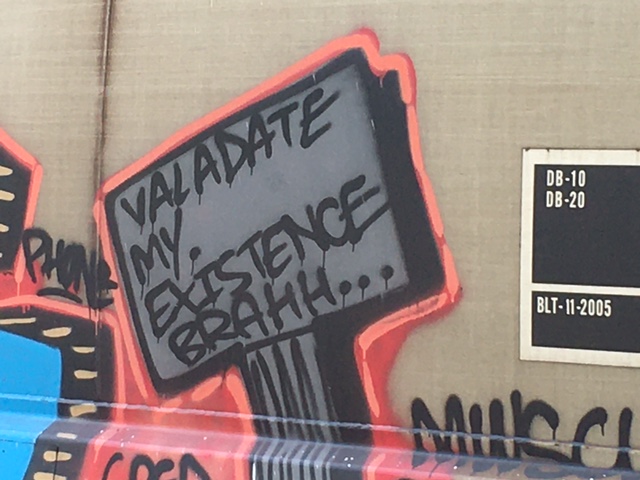 VALADATE
MY.
EXISTENCE
BRAHH...
PHONE
DB-10
DB-20
BLT-11-2005